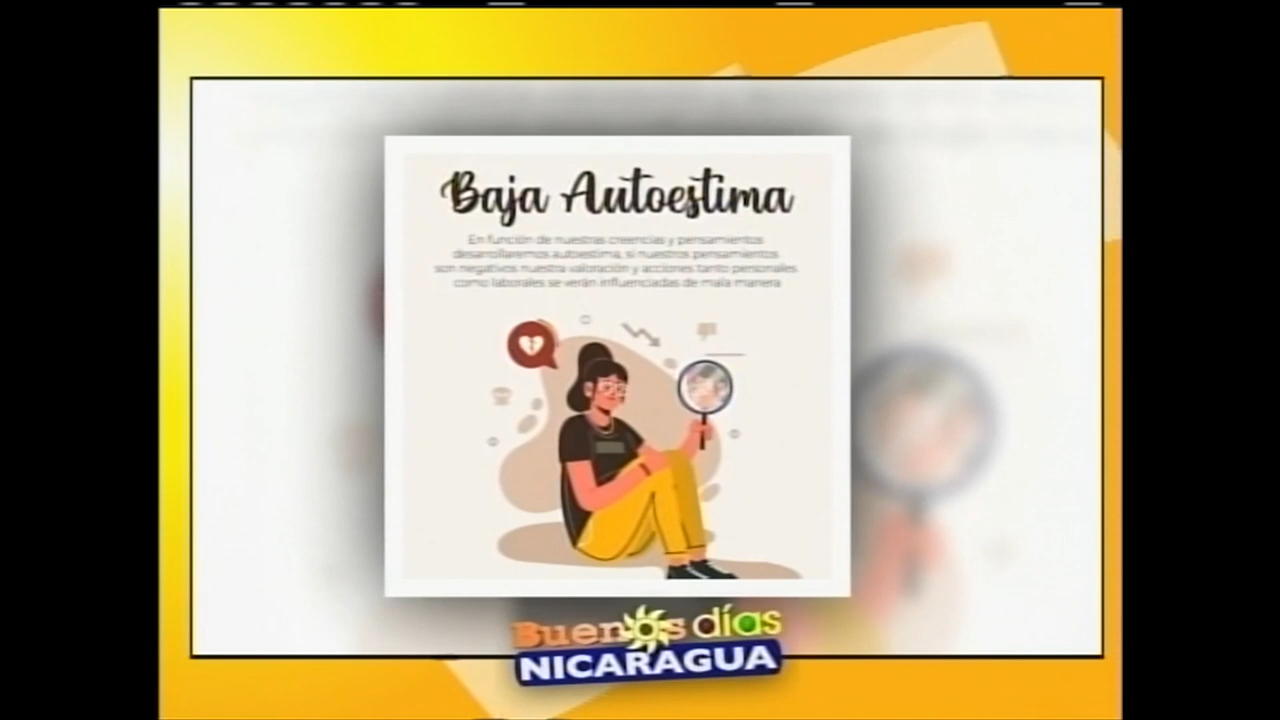 Baja Autoestima
En función de nuestras creencias y pensamientos
desarrollaremos autoestima, si nuestros pensamientos
son negativos nuestra valoración y acciones tanto personales
como laborales se verán influenciadas de mala manera
Buenos días
NICARAGUA